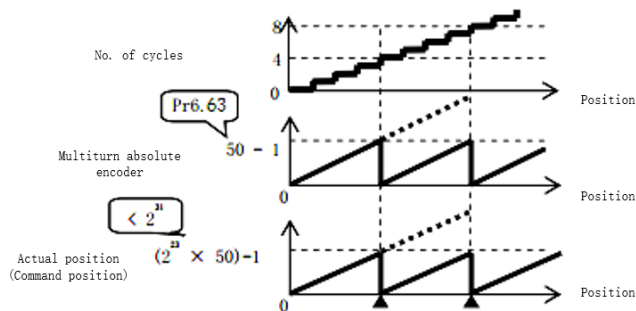 8
No. of cycles
4
0
Position
Pr6.63
50 - 1
Multiturn absolute
encoder
0
Position
< 2^31
Actual position
(Command position)
(2^23 × 50)-1
0
Position